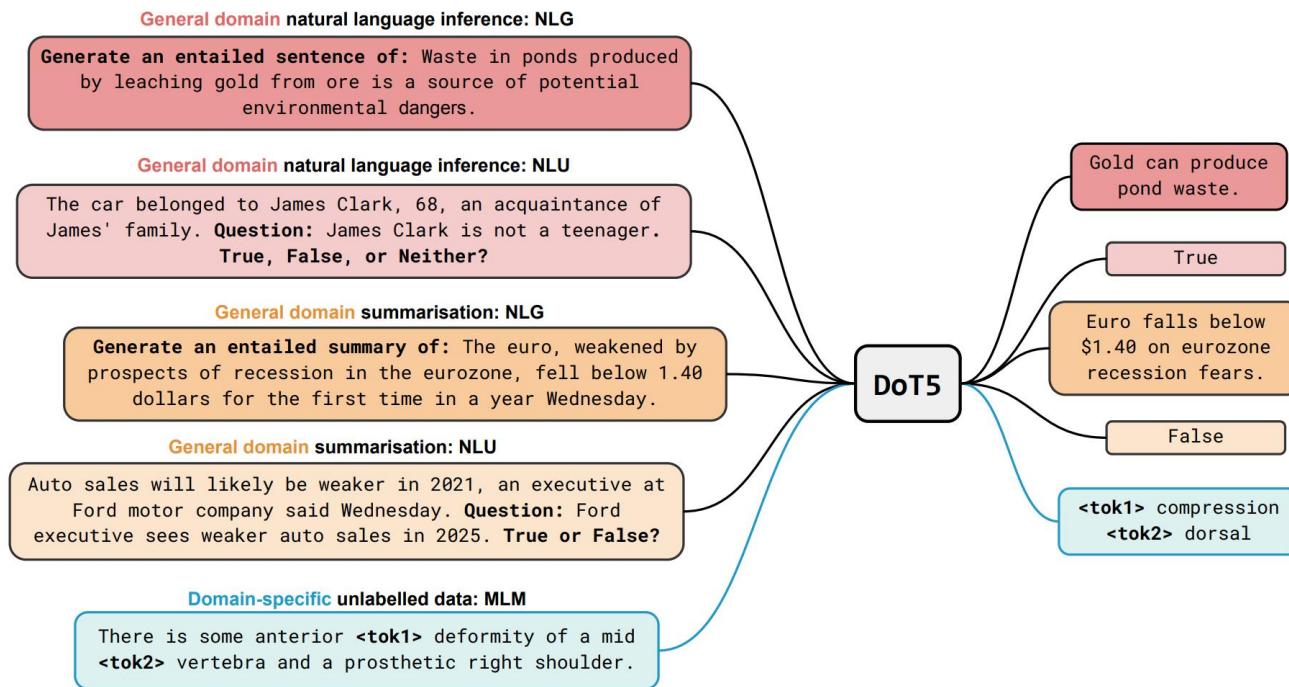 General domain natural language inference: NLG
Generate an entailed sentence of: Waste in ponds produced
by leaching gold from ore is a source of potential
environmental dangers.
General domain natural language inference: NLU
The car belonged to James Clark, 68, an acquaintance of
James' family. Question: James Clark is not a teenager.
True, False, or Neither?
General domain summarisation: NLG
Generate an entailed summary of: The euro, weakened by
prospects of recession in the eurozone, fell below 1.40
dollars for the first time in a year Wednesday.
General domain summarisation: NLU
Auto sales will likely be weaker in 2021, an executive at
Ford motor company said Wednesday. Question: Ford
executive sees weaker auto sales in 2025. True or False?
Domain-specific unlabelled data: MLM
There is some anterior <tok1> deformity of a mid
<tok2> vertebra and a prosthetic right shoulder.
DoT5
Gold can produce
pond waste.
True
Euro falls below
$1.40 on eurozone
recession fears.
False
<tok1> compression
<tok2> dorsal